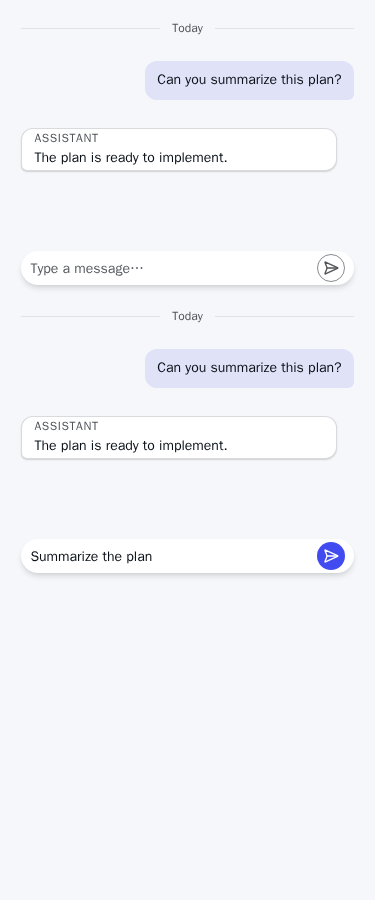 Today
Can you summarize this plan?
ASSISTANT
The plan is ready to implement.
Type a message⋯
Today
Can you summarize this plan?
ASSISTANT
The plan is ready to implement.
Summarize the plan